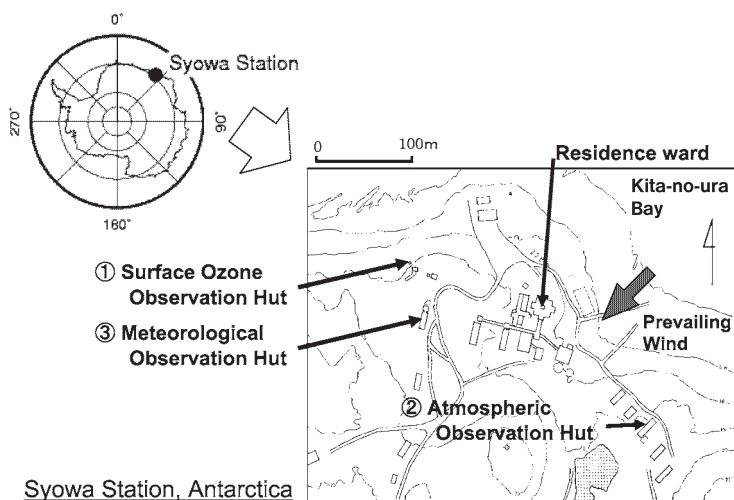 0°
Syowa Station
270°
90°
180°
0 100m
Residence ward
Kita-no-ura
Bay
① Surface Ozone
Observation Hut
③ Meteorological
Observation Hut
Prevailing
Wind
② Atmospheric
Observation Hut
Syowa Station, Antarctica